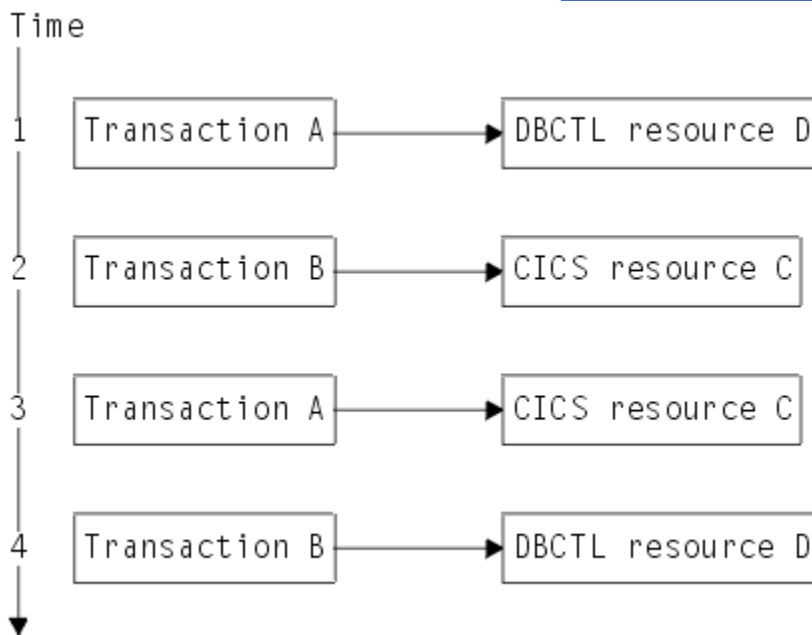 Time
1 Transaction A DBCTL resource D
2 Transaction B CICS resource C
3 Transaction A CICS resource C
4 Transaction B DBCTL resource D